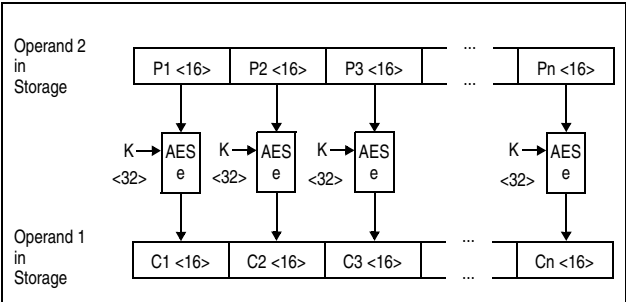 Operand 2
in
Storage
...
P1 <16> P2 <16> P3 <16> Pn <16>
...
K AES K AES K AES K AES
<32> e <32> e <32> e <32> e
Operand 1
in
Storage
...
C1 <16> C2 <16> C3 <16> Cn <16>
...